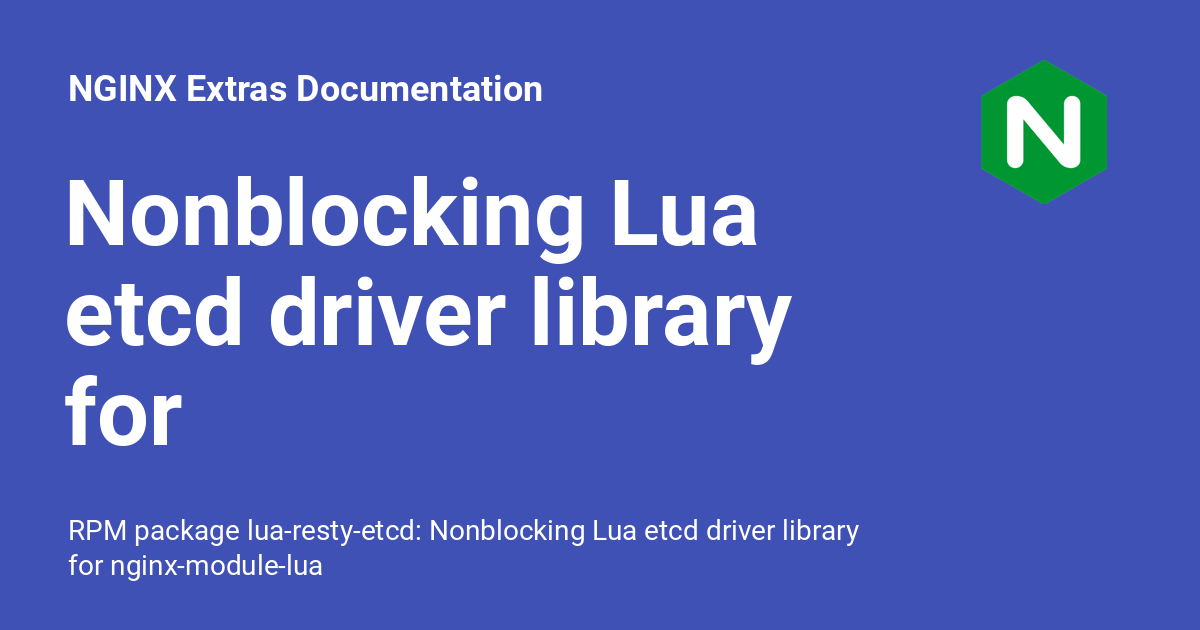 NGINX Extras Documentation
Nonblocking Lua
etcd driver library
for
RPM package lua-resty-etcd: Nonblocking Lua etcd driver library
for nginx-module-lua